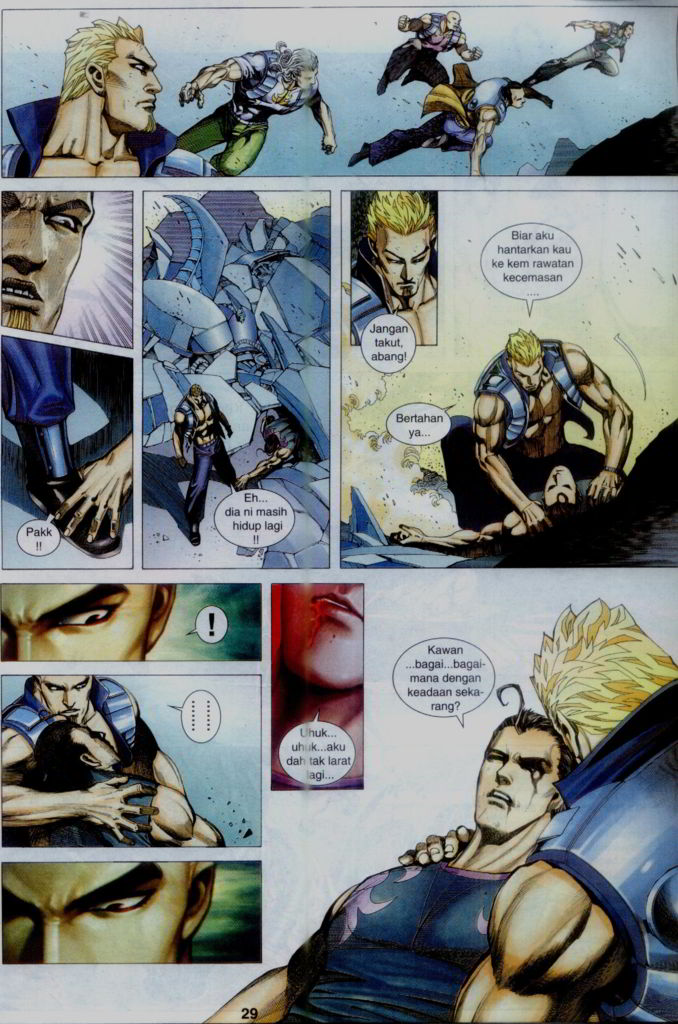 Pakk
!!
Eh...
dia ni masih
hidup lagi
!!
Jangan
takut,
abang!
Biar aku
hantarkan kau
ke kem rawatan
kecemasan
....
Bertahan
ya...
!
Uhuk...
uhuk...aku
dah tak larat
lagi...
Kawan
...bagai...bagai-
mana dengan
keadaan seka-
rang?
29